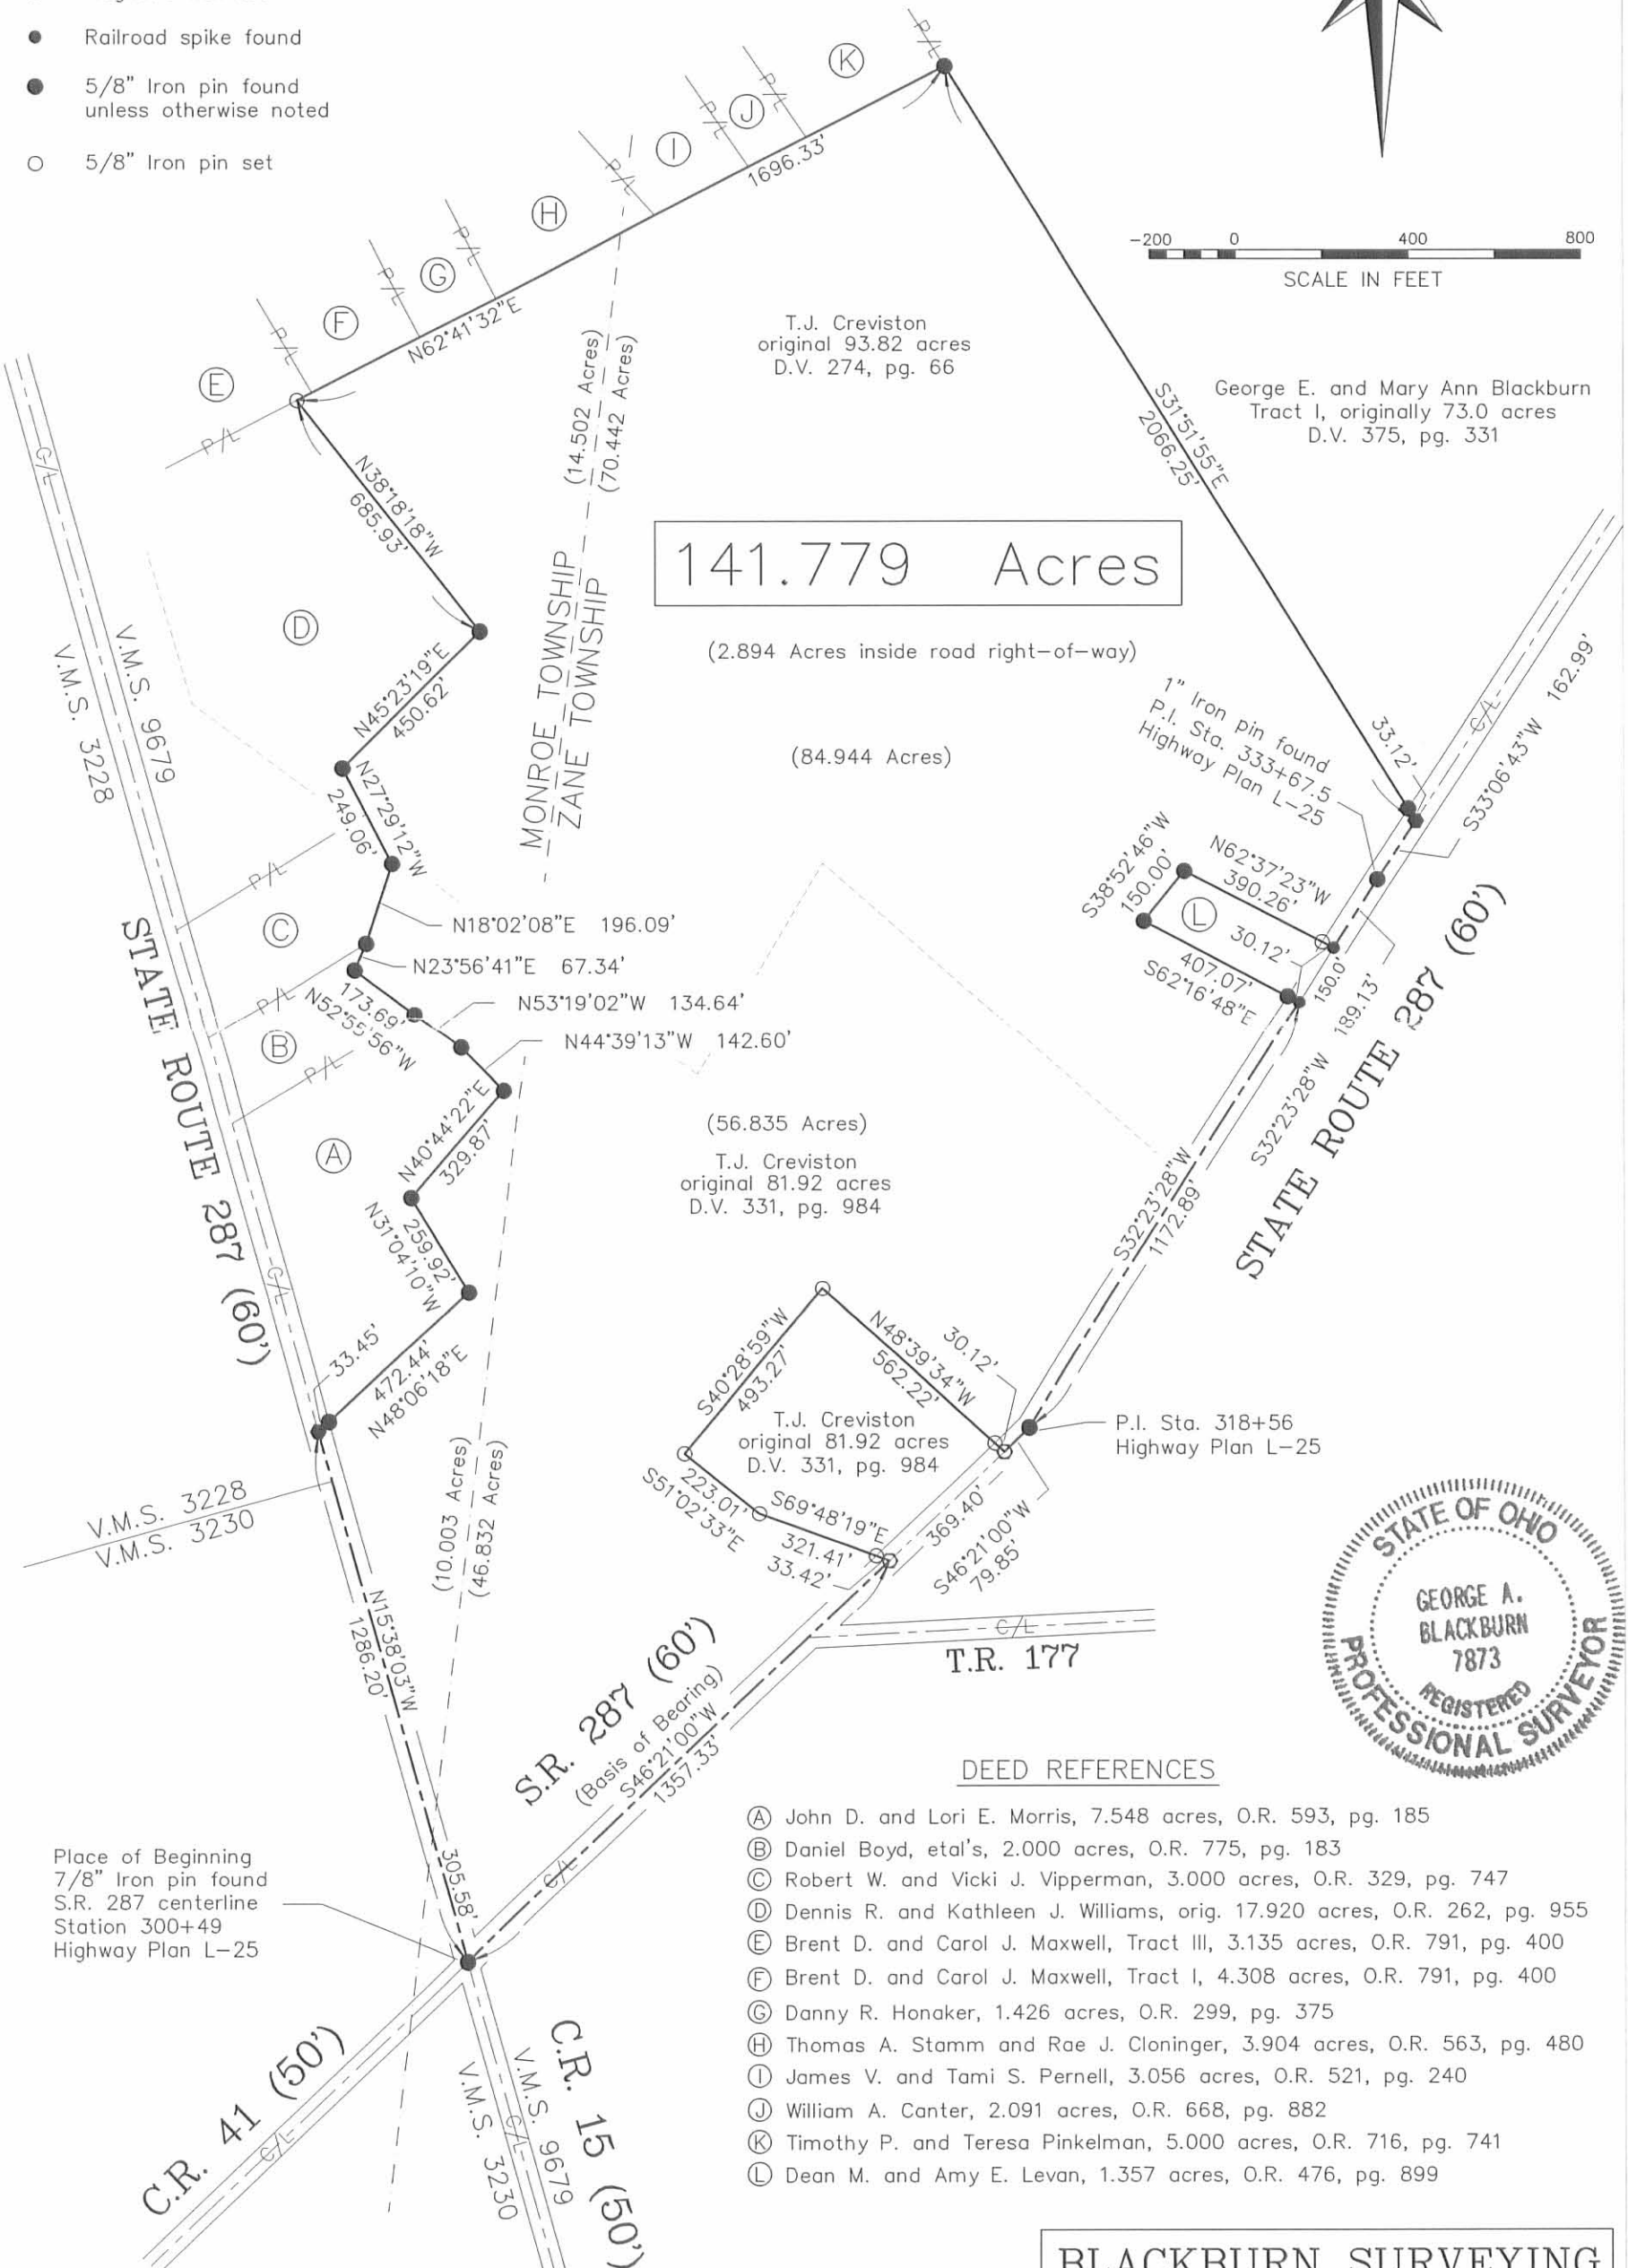 Railroad spike found
5/8" Iron pin found
unless otherwise noted
5/8" Iron pin set
P/L
K
P/L
J
P/L
I
P/L
H
P/L
G
P/L
F
P/L
E
P/L
1696.33'
N62°41'32"E
-200 0 400 800
SCALE IN FEET
T.J. Creviston
original 93.82 acres
D.V. 274, pg. 66
George E. and Mary Ann Blackburn
Tract I, originally 73.0 acres
D.V. 375, pg. 331
S31°51'55"E
2066.25'
(14.502 Acres)
(70.442 Acres)
C/L
N38°18'18"W
685.93'
141.779 Acres
(2.894 Acres inside road right-of-way)
MONROE TOWNSHIP
ZANE TOWNSHIP
D
V.M.S. 9679
V.M.S. 3228
N45°23'19"E
450.62'
(84.944 Acres)
1" Iron pin found
P.I. Sta. 333+67.5
Highway Plan L-25
33.12'
C/L
S33°06'43"W 162.99'
N27°29'12"W
249.06'
S38°52'46"W
150.00'
N62°37'23"W
390.26'
L
30.12'
407.07'
S62°16'48"E
150.0'
S32°23'28"W 189.13'
STATE ROUTE 287 (60')
P/L
C
N18°02'08"E 196.09'
N23°56'41"E 67.34'
P/L
173.69'
N52°55'56"W
N53°19'02"W 134.64'
N44°39'13"W 142.60'
B
P/L
STATE ROUTE 287 (60')
A
N40°44'22"E
329.87'
(56.835 Acres)
T.J. Creviston
original 81.92 acres
D.V. 331, pg. 984
S32°23'28"W
1172.89'
259.92'
N31°04'10"W
C/L
33.45'
472.44'
N48°06'18"E
S40°28'59"W
493.27'
N48°39'34"W
562.22'
30.12'
T.J. Creviston
original 81.92 acres
D.V. 331, pg. 984
P.I. Sta. 318+56
Highway Plan L-25
223.01'
S51°02'33"E
S69°48'19"E
321.41'
33.42'
369.40'
S46°21'00"W
79.85'
V.M.S. 3228
V.M.S. 3230
(10.003 Acres)
(46.832 Acres)
N15°38'03"W
1286.20'
C/L
T.R. 177
STATE OF OHIO
GEORGE A.
BLACKBURN
7873
REGISTERED
PROFESSIONAL SURVEYOR
S.R. 287 (60')
(Basis of Bearing)
S46°21'00"W
1357.33'
C/L
305.58'
Place of Beginning
7/8" Iron pin found
S.R. 287 centerline
Station 300+49
Highway Plan L-25
DEED REFERENCES
A John D. and Lori E. Morris, 7.548 acres, O.R. 593, pg. 185
B Daniel Boyd, etal's, 2.000 acres, O.R. 775, pg. 183
C Robert W. and Vicki J. Vipperman, 3.000 acres, O.R. 329, pg. 747
D Dennis R. and Kathleen J. Williams, orig. 17.920 acres, O.R. 262, pg. 955
E Brent D. and Carol J. Maxwell, Tract III, 3.135 acres, O.R. 791, pg. 400
F Brent D. and Carol J. Maxwell, Tract I, 4.308 acres, O.R. 791, pg. 400
G Danny R. Honaker, 1.426 acres, O.R. 299, pg. 375
H Thomas A. Stamm and Rae J. Cloninger, 3.904 acres, O.R. 563, pg. 480
I James V. and Tami S. Pernell, 3.056 acres, O.R. 521, pg. 240
J William A. Canter, 2.091 acres, O.R. 668, pg. 882
K Timothy P. and Teresa Pinkelman, 5.000 acres, O.R. 716, pg. 741
L Dean M. and Amy E. Levan, 1.357 acres, O.R. 476, pg. 899
C.R. 41 (50')
C/L
C.R. 15 (50')
V.M.S. 9679
C/L
V.M.S. 3230
BLACKBURN SURVEYING